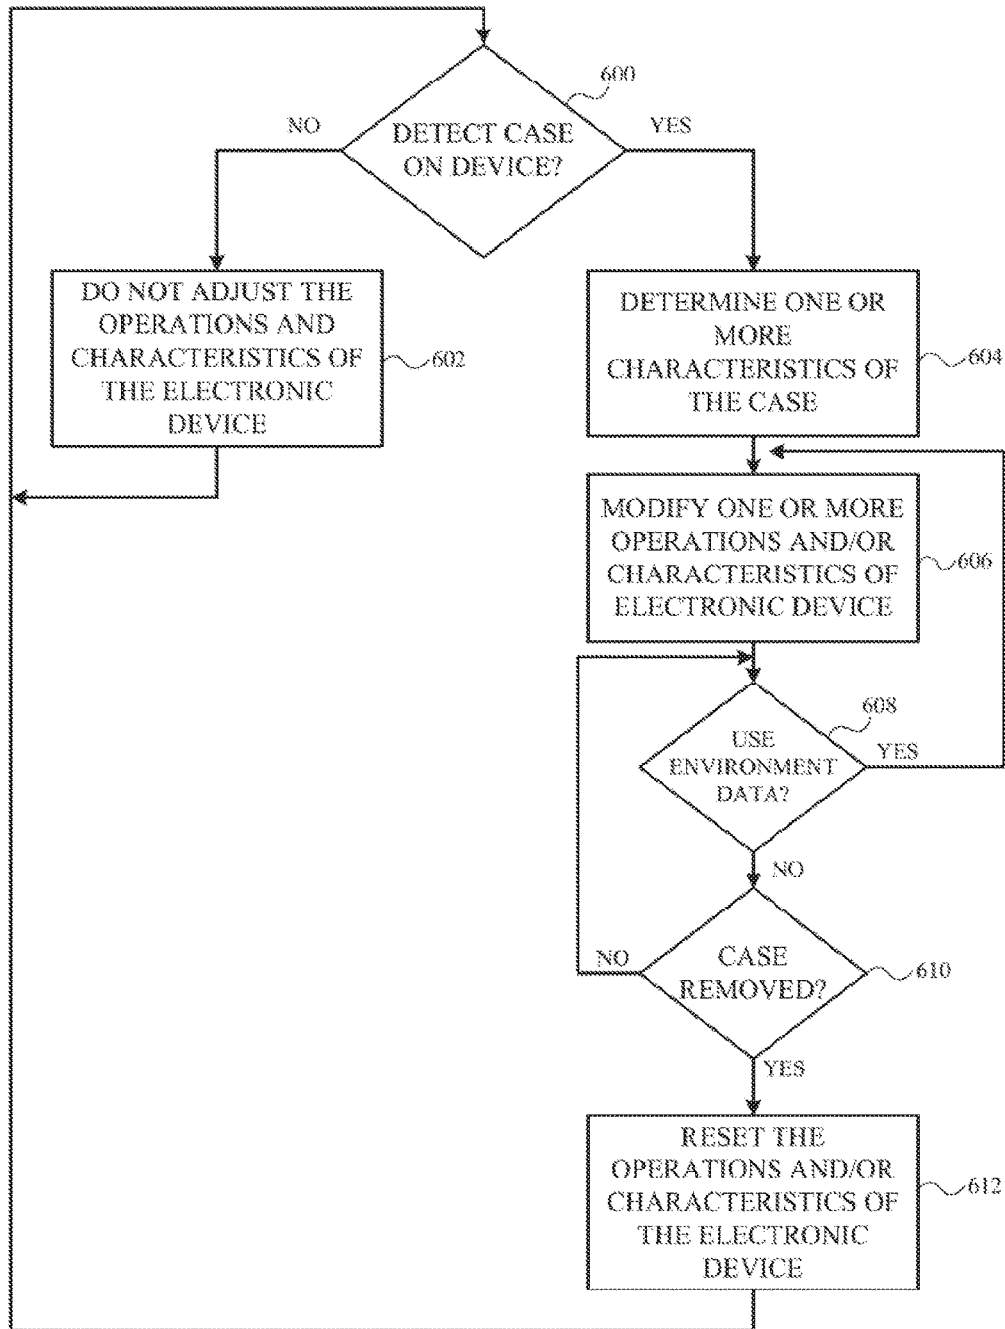 600
DETECT CASE
ON DEVICE?
NO
YES
DO NOT ADJUST THE
OPERATIONS AND
CHARACTERISTICS OF
THE ELECTRONIC
DEVICE
602
DETERMINE ONE OR
MORE
CHARACTERISTICS OF
THE CASE
604
MODIFY ONE OR MORE
OPERATIONS AND/OR
CHARACTERISTICS OF
ELECTRONIC DEVICE
606
608
USE
ENVIRONMENT
DATA?
YES
NO
CASE
REMOVED?
NO
610
YES
RESET THE
OPERATIONS AND/OR
CHARACTERISTICS OF
THE ELECTRONIC
DEVICE
612